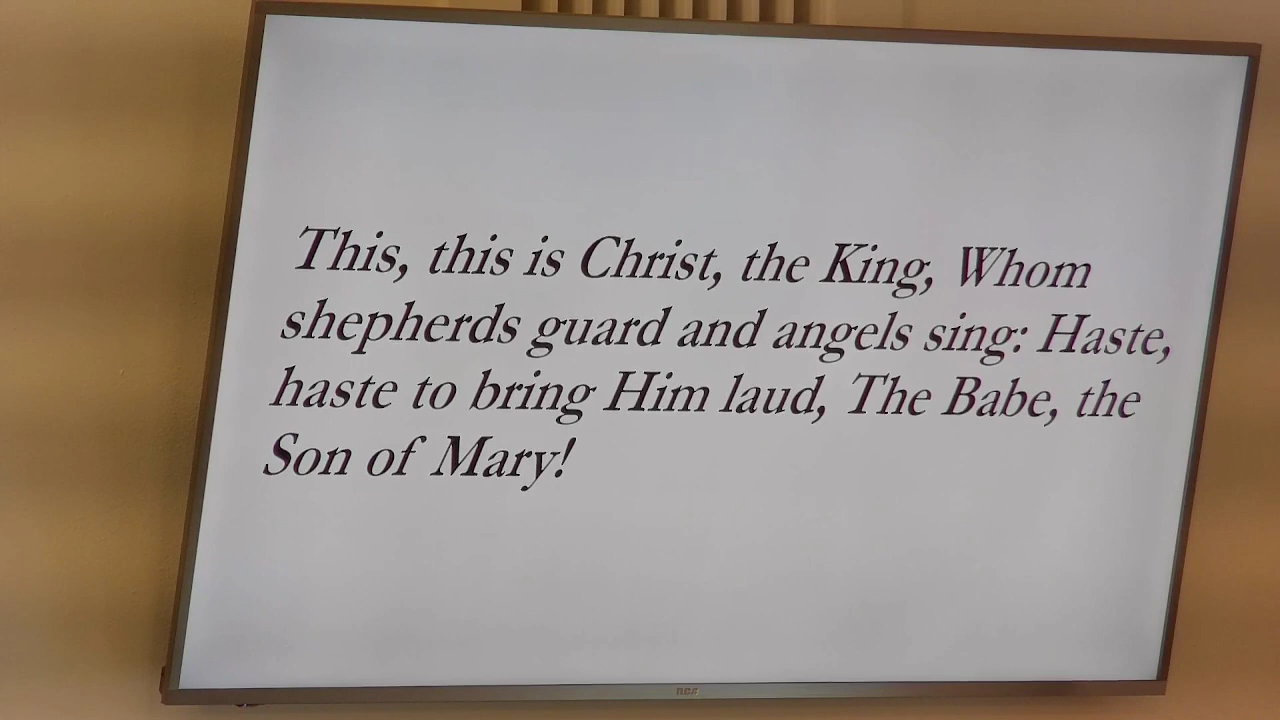 This, this is Christ, the King, Whom
shepherds guard and angels sing: Haste,
haste to bring Him laud, The Babe, the
Son of Mary!
RCA